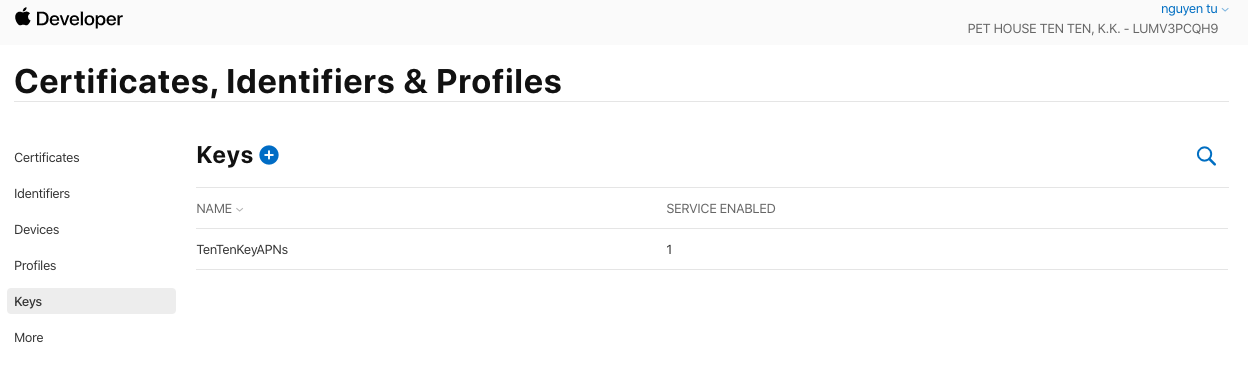 Developer
nguyen tu
PET HOUSE TEN TEN, K.K. - LUMV3PCQH9
Certificates, Identifiers & Profiles
Certificates
Identifiers
Devices
Profiles
Keys
More
Keys
NAME SERVICE ENABLED
TenTenKeyAPNs 1